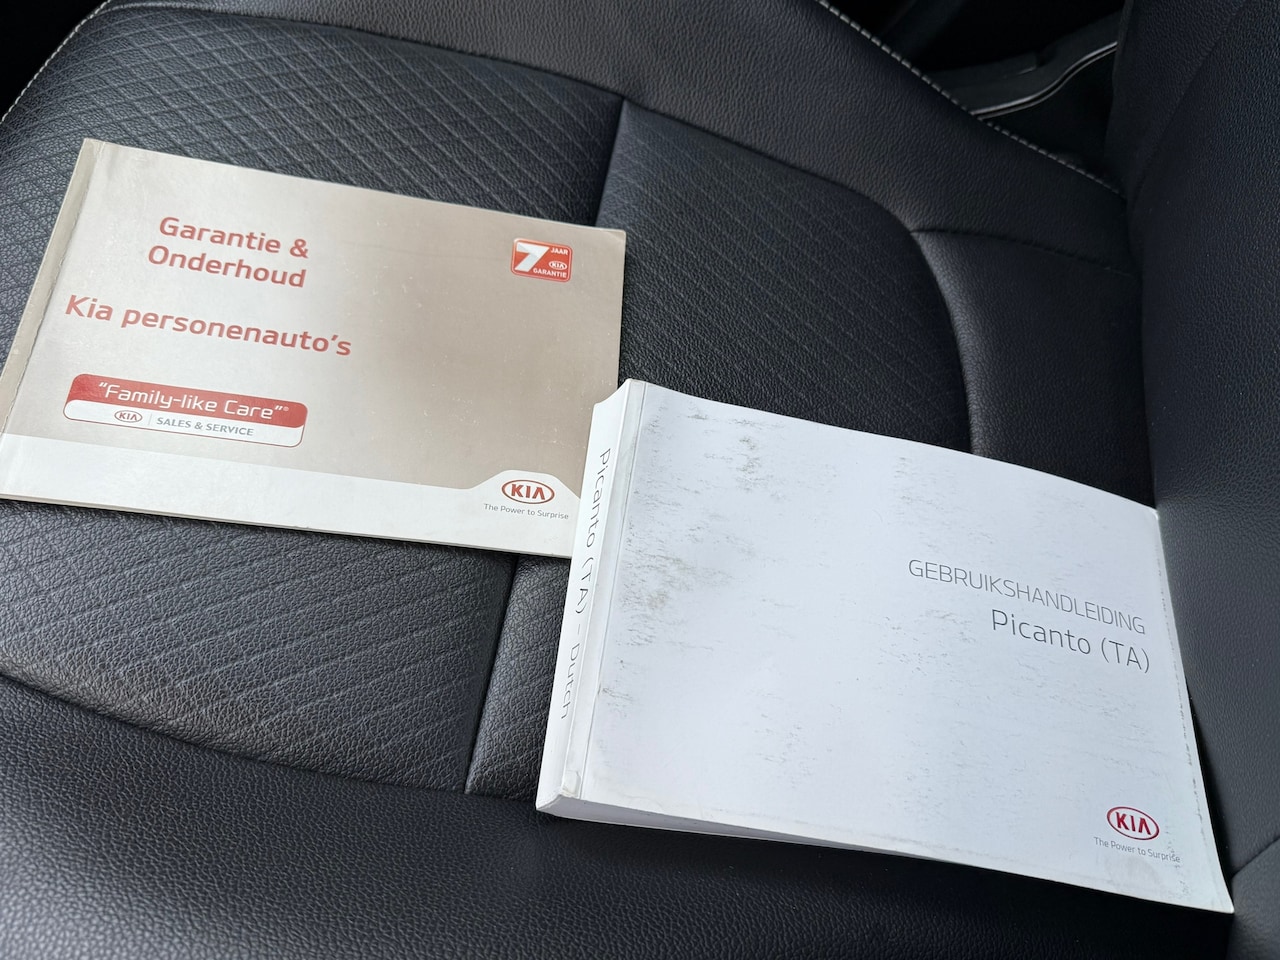 Garantie &
Onderhoud
Kia personenauto's
"Family-like Care"®
KIA | SALES & SERVICE
7 JAAR
KIA
GARANTIE
KIA
The Power to Surprise
Picanto (TA) - Dutch
GEBRUIKSHANDLEIDING
Picanto (TA)
KIA
The Power to Surprise